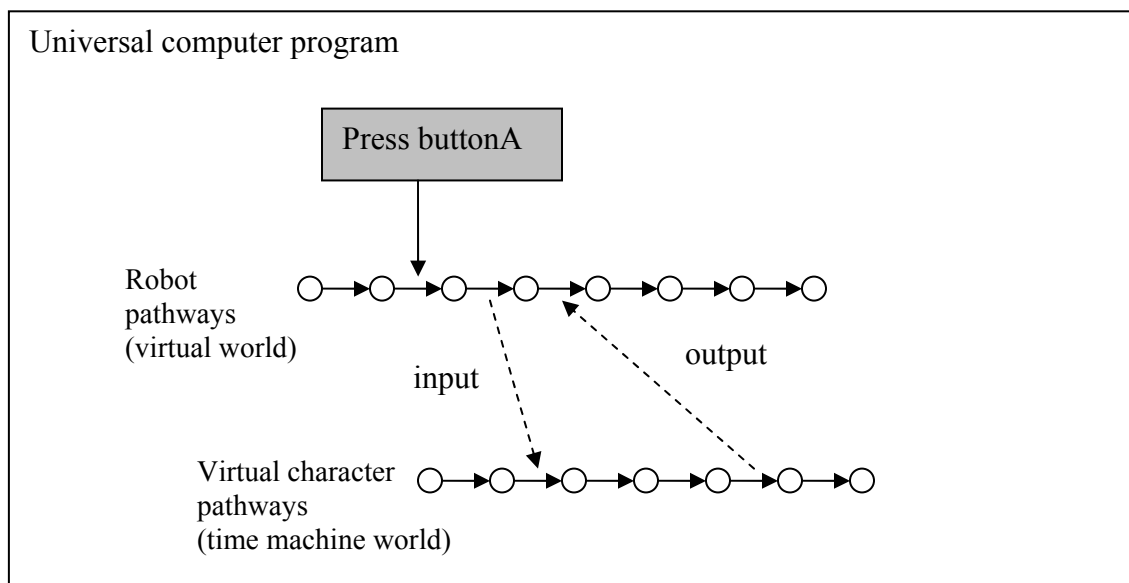 Universal computer program
Press buttonA
Robot
pathways
(virtual world)
input
output
Virtual character
pathways
(time machine world)